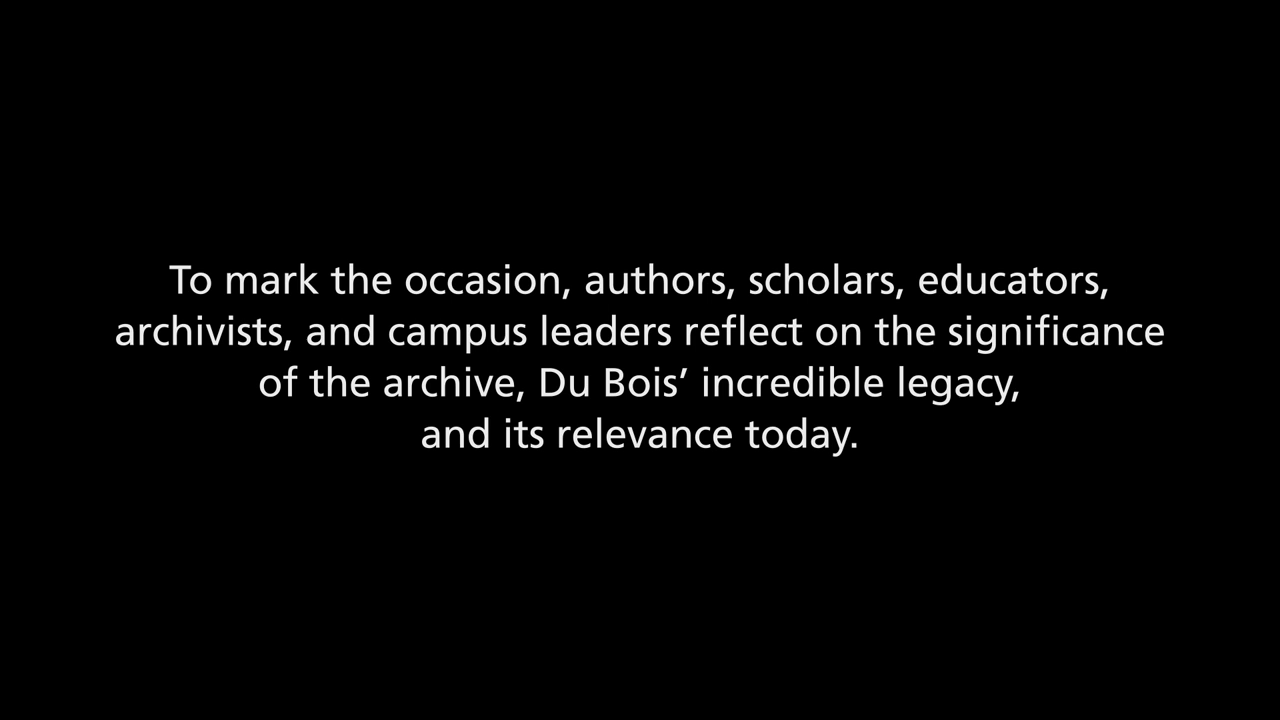 To mark the occasion, authors, scholars, educators,
archivists, and campus leaders reflect on the significance
of the archive, Du Bois’ incredible legacy,
and its relevance today.